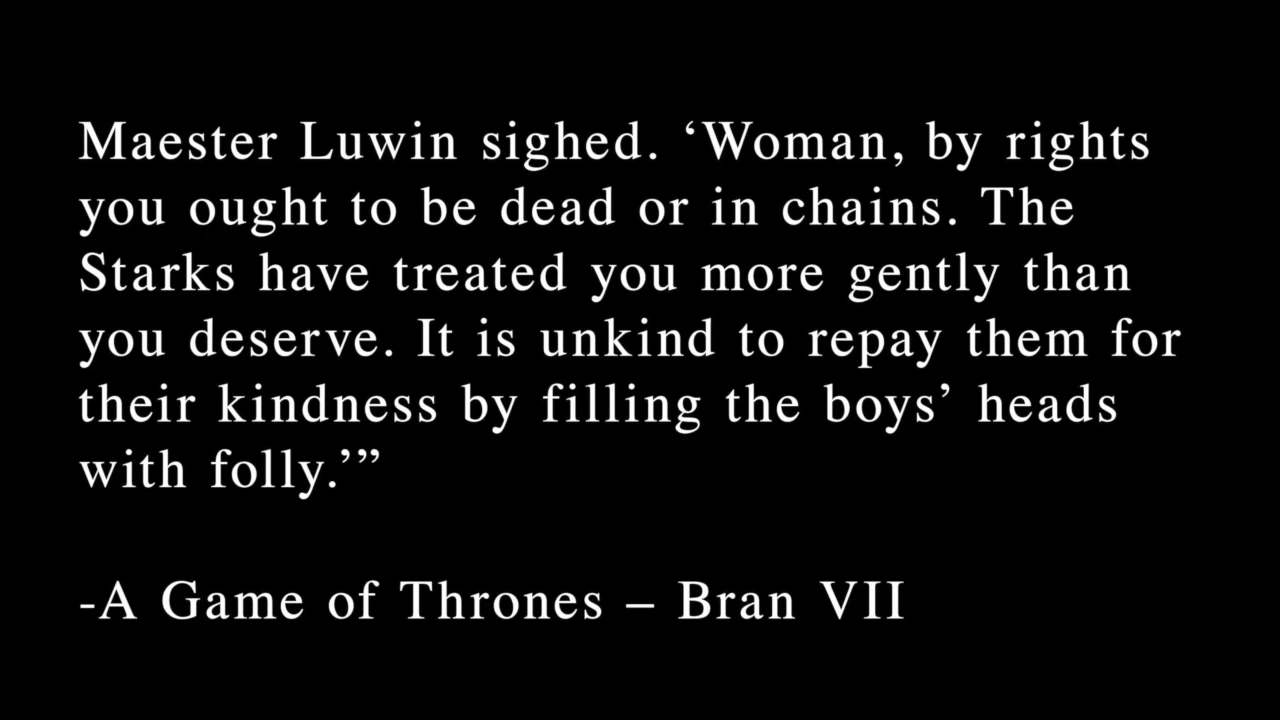 Maester Luwin sighed. ‘Woman, by rights
you ought to be dead or in chains. The
Starks have treated you more gently than
you deserve. It is unkind to repay them for
their kindness by filling the boys’ heads
with folly.’”
-A Game of Thrones – Bran VII